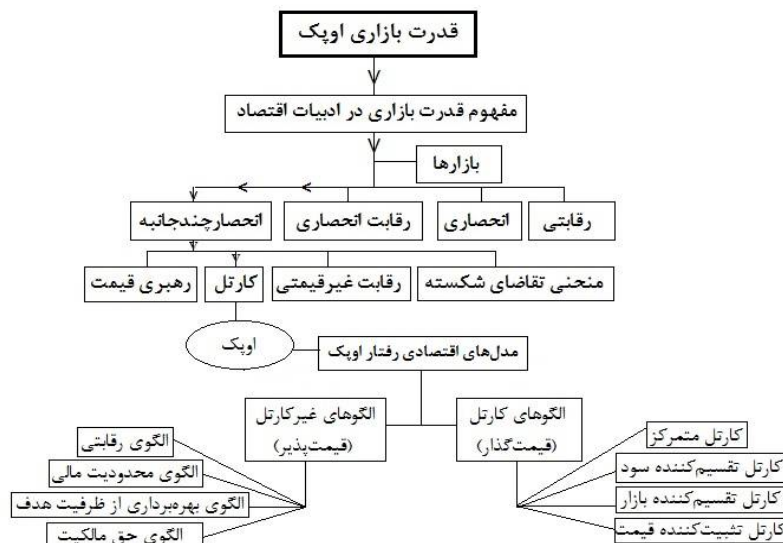 قدرت بازاری اوپک
مفهوم قدرت بازاری در ادبیات اقتصاد
بازارها
رقابتی
انحصاری
رقابت انحصاری
انحصارچندجانبه
منحنی تقاضای شکسته
رقابت غیرقیمتی
کارتل
رهبری قیمت
اوپک
مدل‌های اقتصادی رفتار اوپک
الگوهای کارتل
(قیمت‌گذار)
الگوهای غیرکارتل
(قیمت‌پذیر)
کارتل متمرکز
کارتل تقسیم‌کننده سود
کارتل تقسیم‌کننده بازار
کارتل تثبیت‌کننده قیمت
الگوی رقابتی
الگوی محدودیت مالی
الگوی بهره‌برداری از ظرفیت هدف
الگوی حق مالکیت